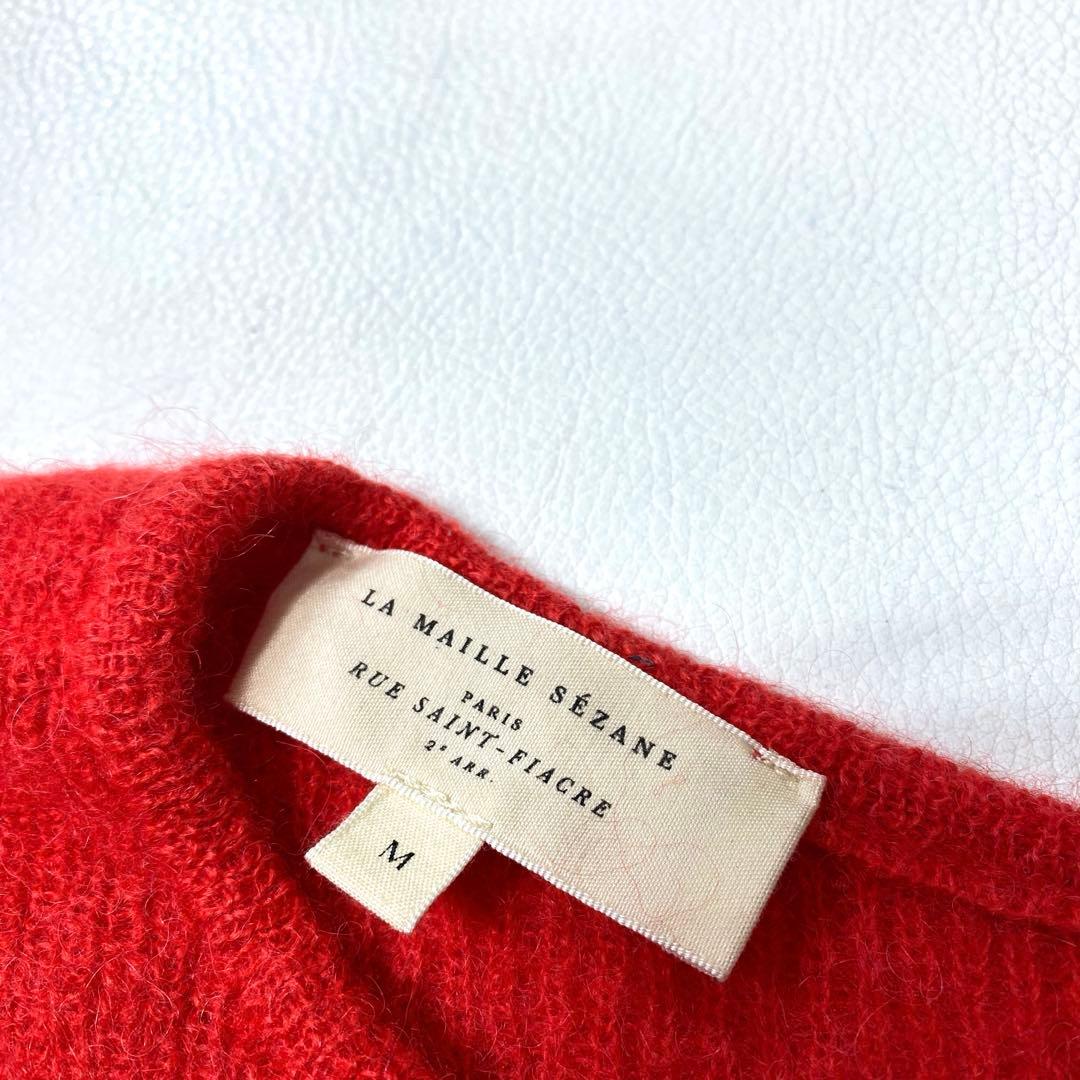 LA MAILLE SÉZANE
PARIS
RUE SAINT-FIACRE
2e ARR.
M